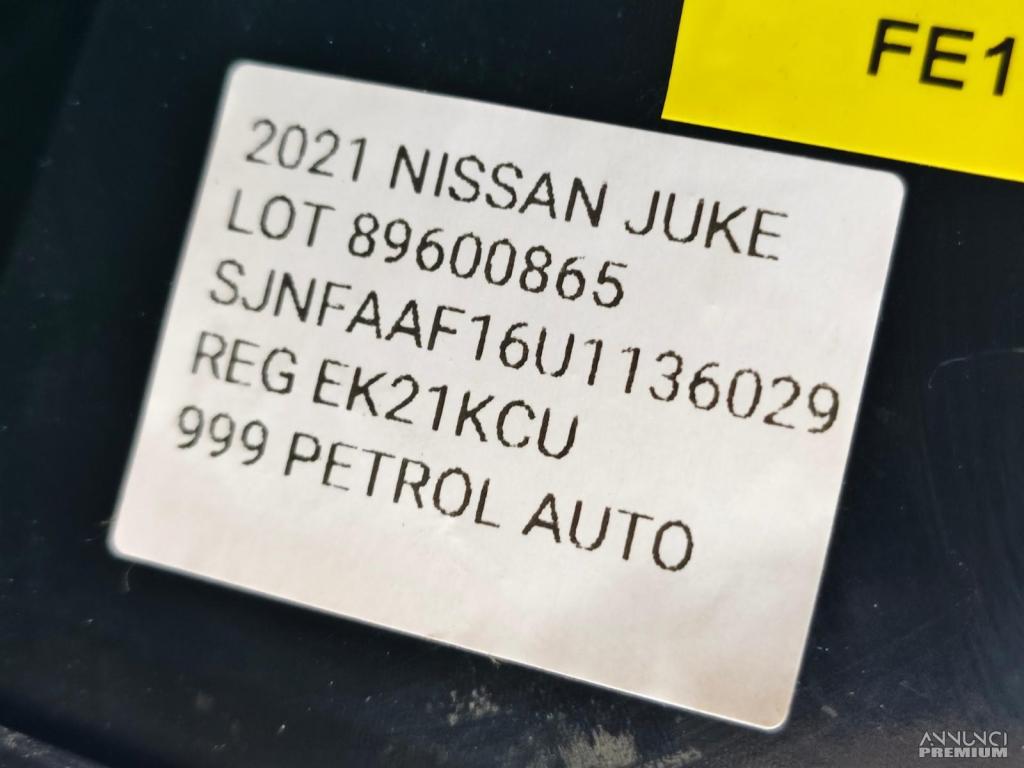 FE1
2021 NISSAN JUKE
LOT 89600865
SJNFAAF16U1136029
REG EK21KCU
999 PETROL AUTO
ANNUNCI
PREMIUM